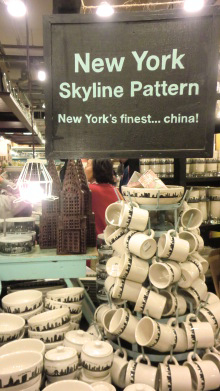 New York
Skyline Pattern
New York's finest... china!